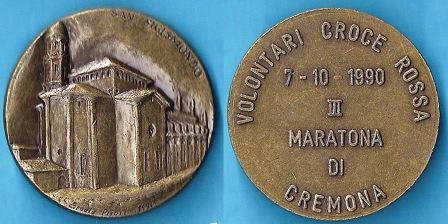 SAN SIGISMONDO
VOLONTARI CROCE ROSSA
7-10-1990
III
MARATONA
DI
CREMONA